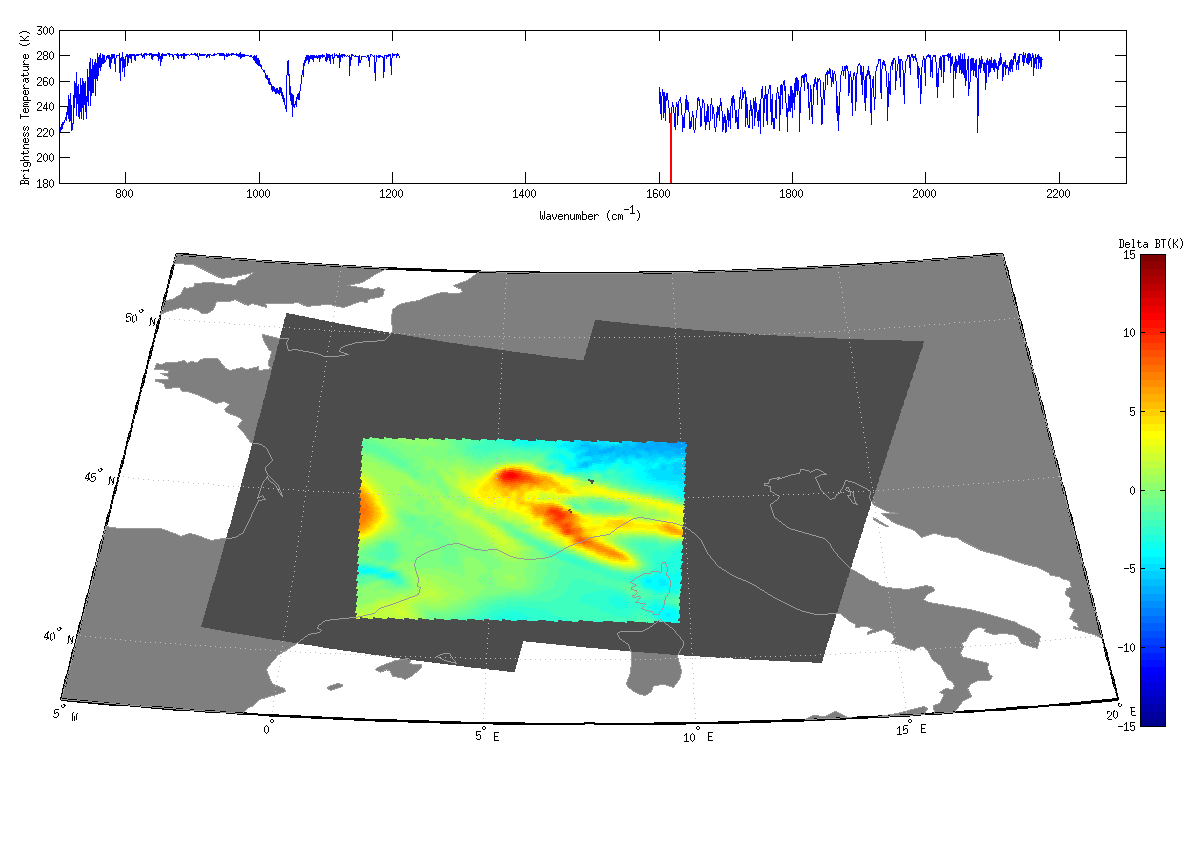 300
280
260
240
220
200
180
Brightness Temperature (K)
800 1000 1200 1400 1600 1800 2000 2200
Wavenumber (cm⁻¹)
Delta BT(K)
15
10
5
0
-5
-10
-15
50° N
45° N
40° N
5° W
0°
5° E
10° E
15° E
20° E